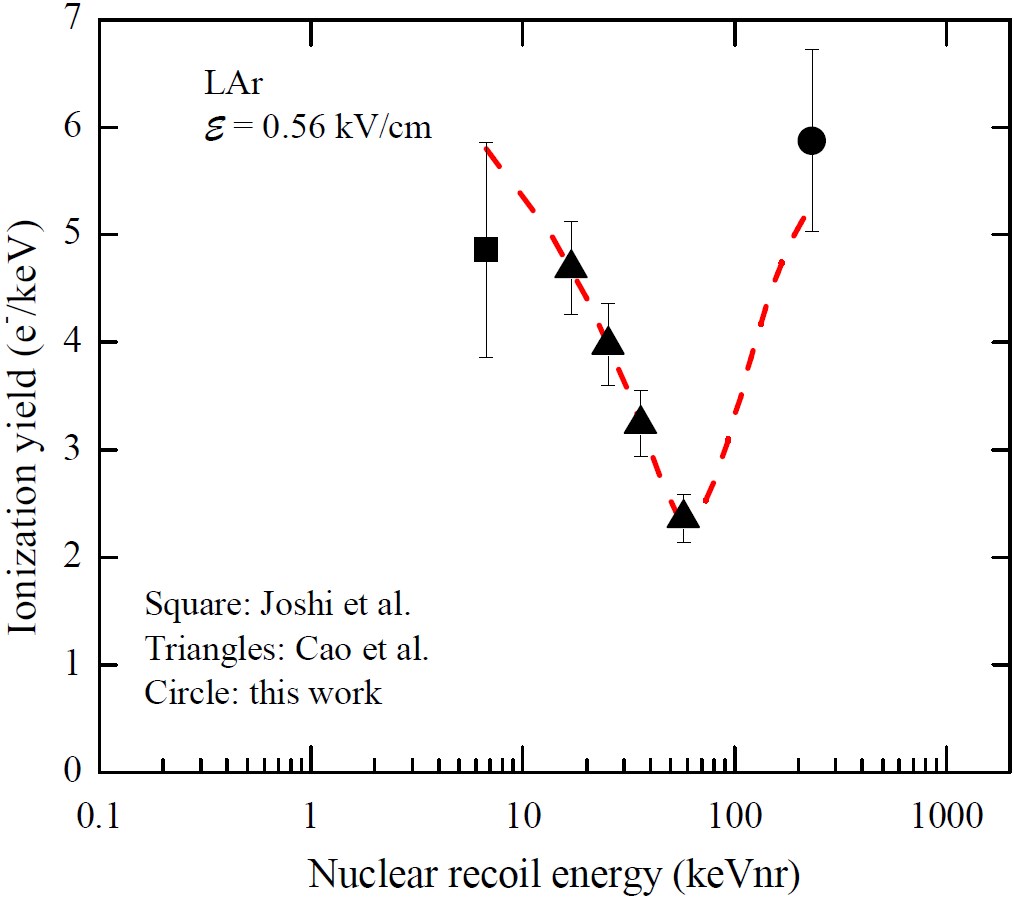 7
6
5
4
3
2
1
0
Ionization yield (e⁻/keV)
LAr
ℰ = 0.56 kV/cm
Square: Joshi et al.
Triangles: Cao et al.
Circle: this work
0.1 1 10 100 1000
Nuclear recoil energy (keVnr)